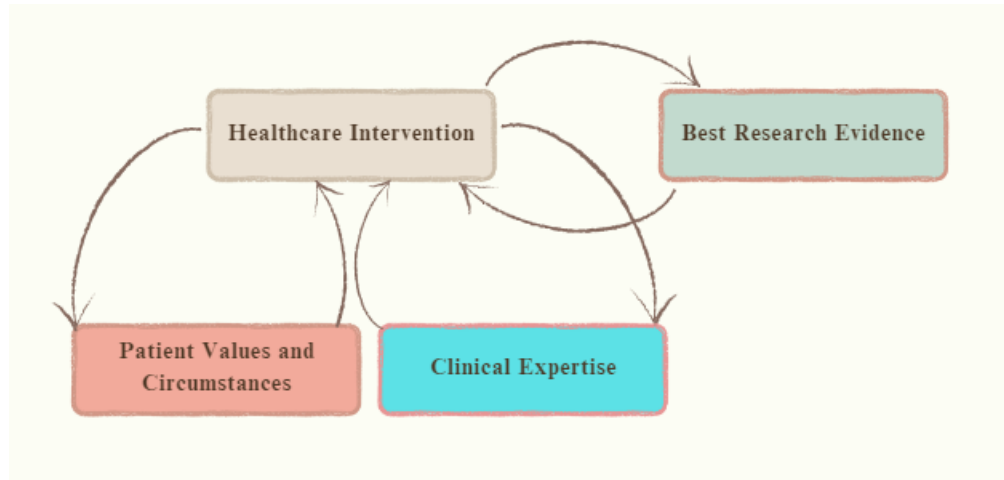 Healthcare Intervention
Best Research Evidence
Patient Values and
Circumstances
Clinical Expertise